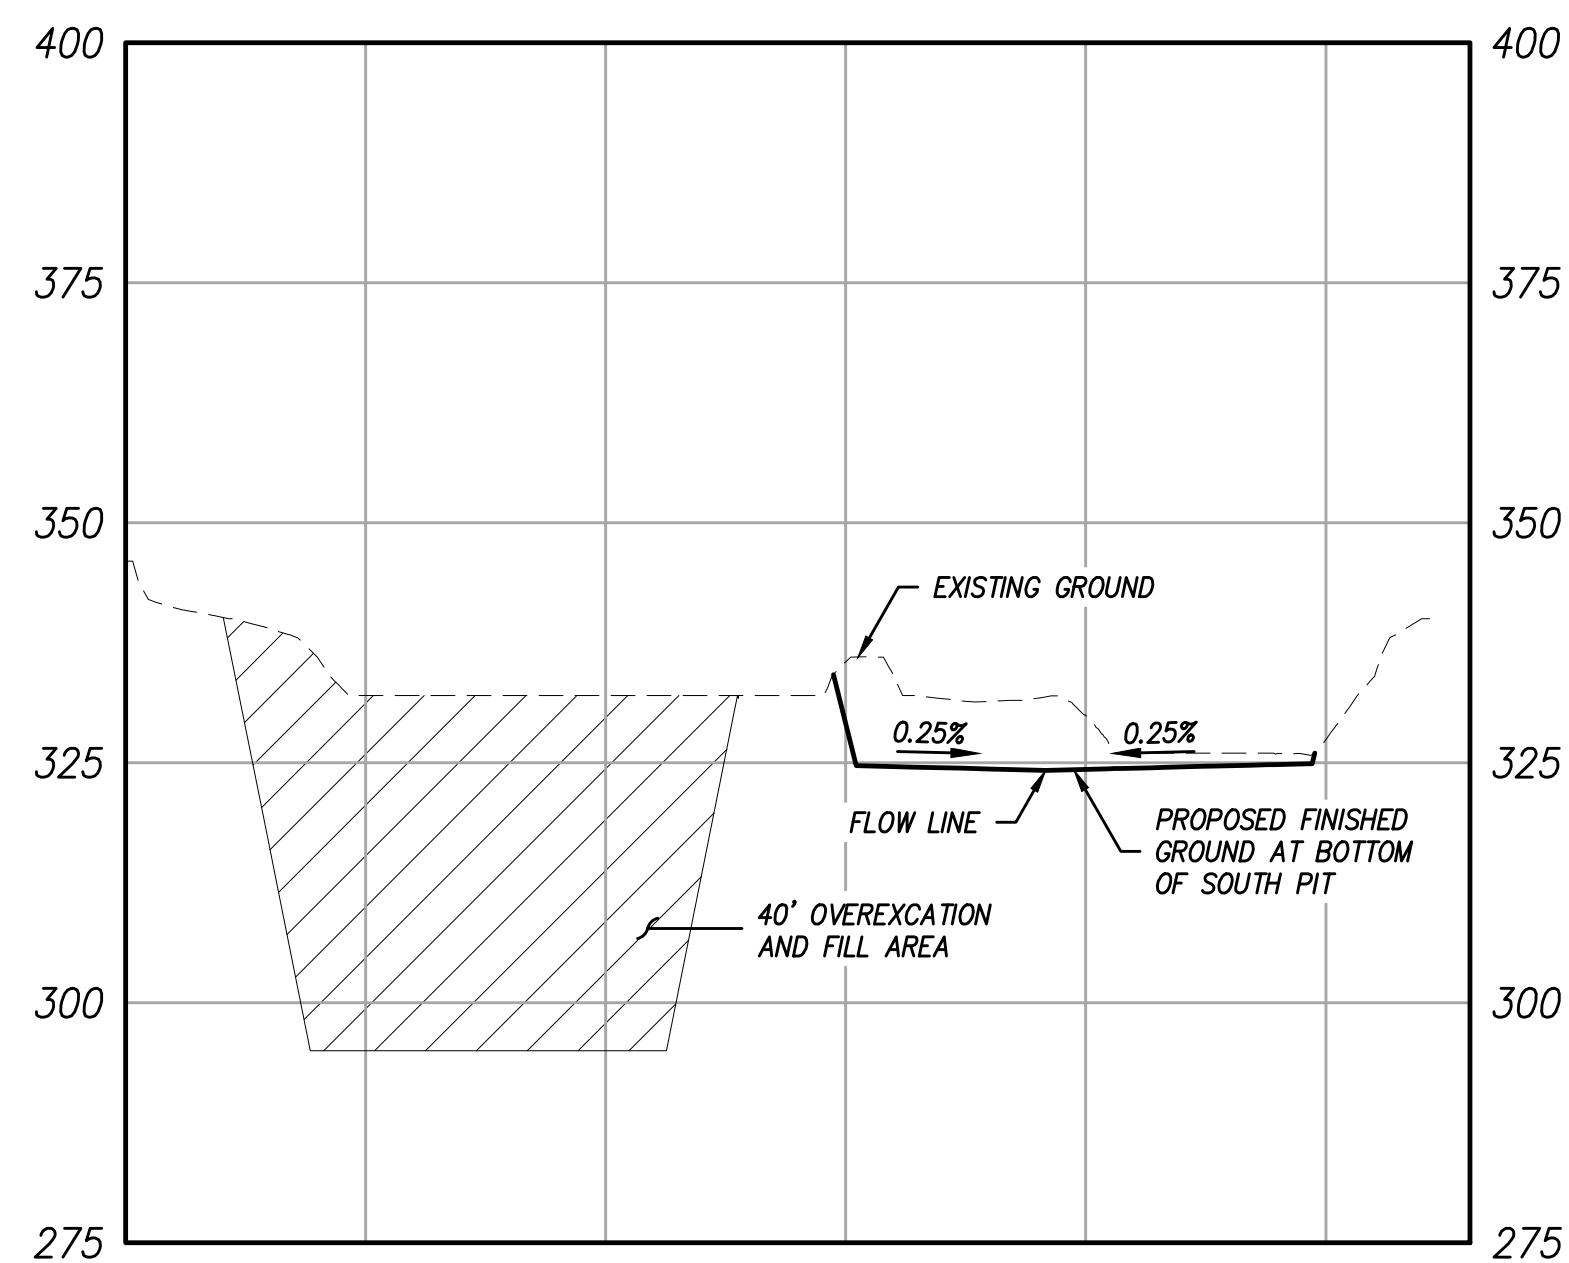 400 400
375 375
350 350
EXISTING GROUND
0.25% 0.25%
325 325
FLOW LINE
PROPOSED FINISHED
GROUND AT BOTTOM
OF SOUTH PIT
40' OVEREXCATION
AND FILL AREA
300 300
275 275